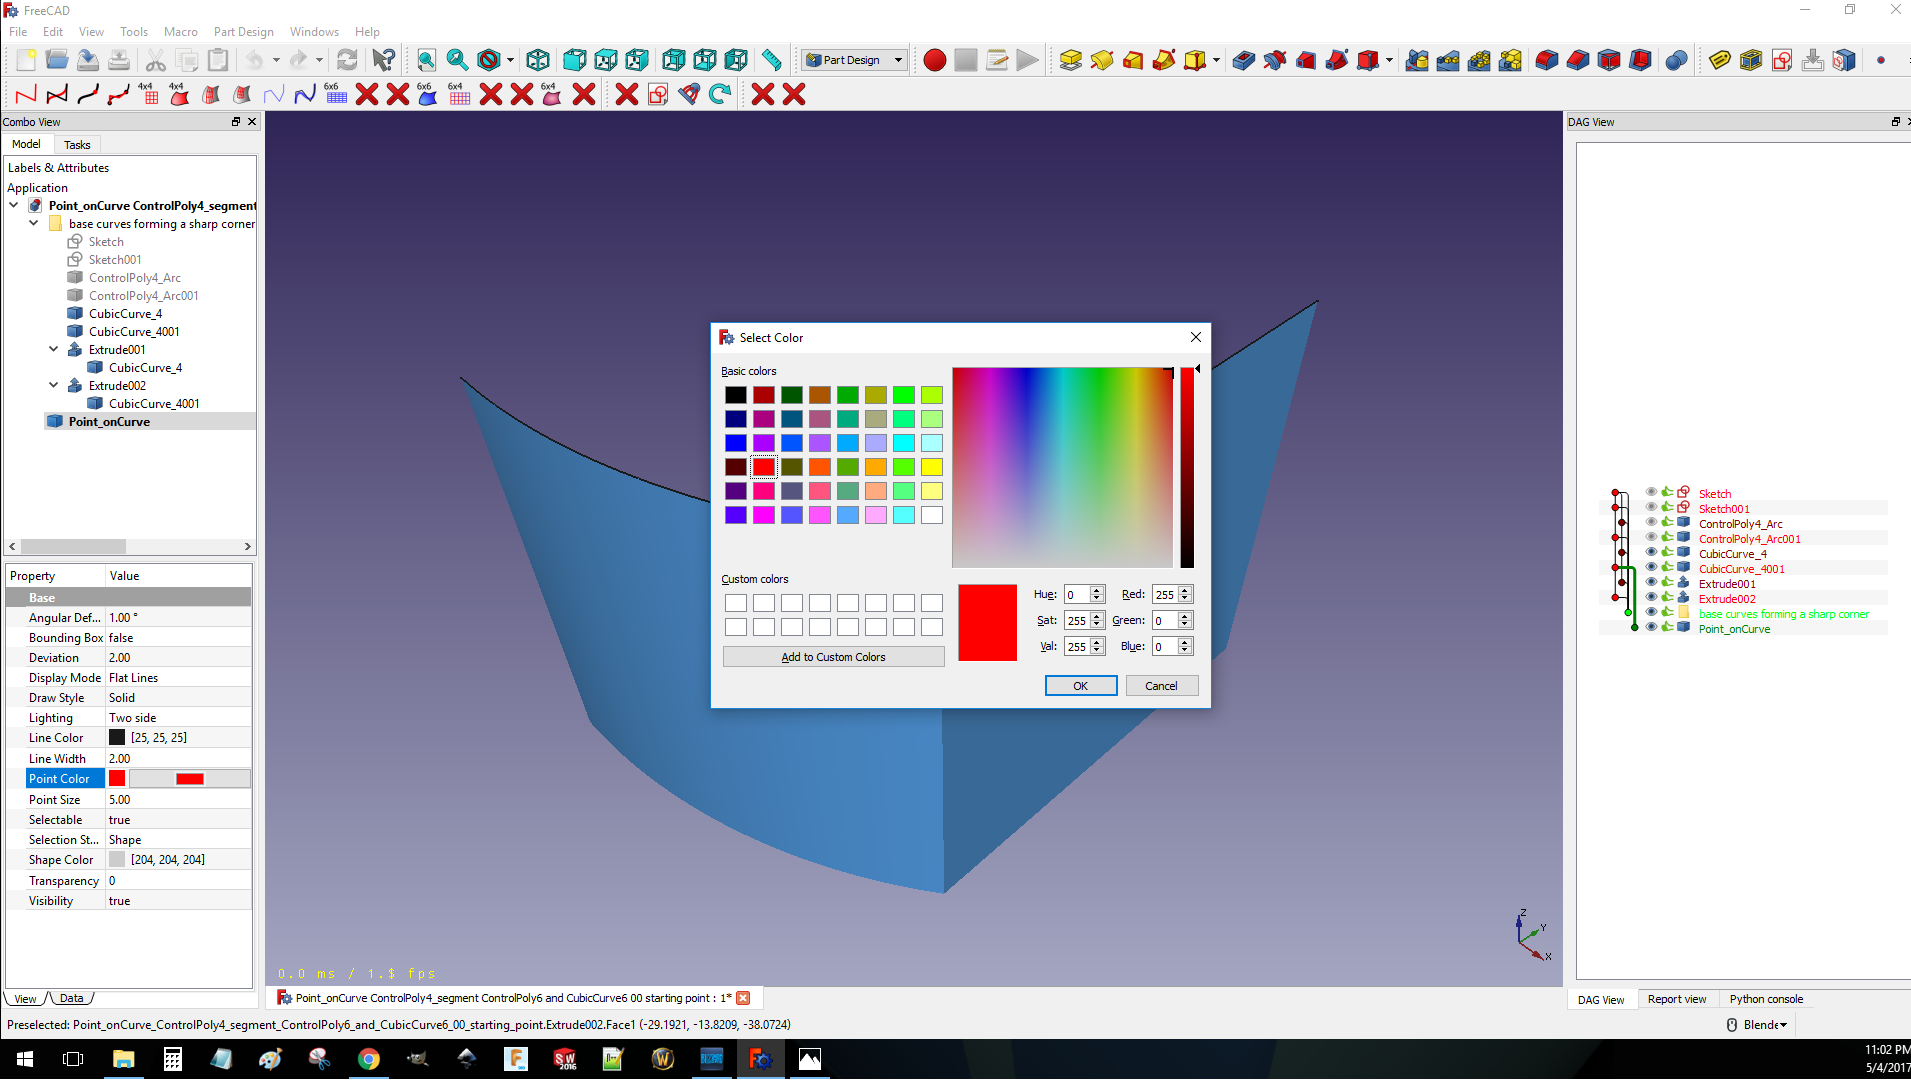 FreeCAD
File Edit View Tools Macro Part Design Windows Help
Part Design
4x4 4x4 6x6 6x6 6x4 6x4
Combo View
Model Tasks
Labels & Attributes
Application
Point_onCurve ControlPoly4_segment
base curves forming a sharp corner
Sketch
Sketch001
ControlPoly4_Arc
ControlPoly4_Arc001
CubicCurve_4
CubicCurve_4001
Extrude001
CubicCurve_4
Extrude002
CubicCurve_4001
Point_onCurve
Property Value
Base
Angular Def... 1.00 °
Bounding Box false
Deviation 2.00
Display Mode Flat Lines
Draw Style Solid
Lighting Two side
Line Color [25, 25, 25]
Line Width 2.00
Point Color
Point Size 5.00
Selectable true
Selection St... Shape
Shape Color [204, 204, 204]
Transparency 0
Visibility true
View Data
Select Color
Basic colors
Custom colors
Add to Custom Colors
Hue: 0 Red: 255
Sat: 255 Green: 0
Val: 255 Blue: 0
OK Cancel
Z
Y
X
0.0 ms / 1.$ fps
Point_onCurve ControlPoly4_segment ControlPoly6 and CubicCurve6 00 starting point : 1*
DAG View
Sketch
Sketch001
ControlPoly4_Arc
ControlPoly4_Arc001
CubicCurve_4
CubicCurve_4001
Extrude001
Extrude002
base curves forming a sharp corner
Point_onCurve
DAG View Report view Python console
Preselected: Point_onCurve_ControlPoly4_segment_ControlPoly6_and_CubicCurve6_00_starting_point.Extrude002.Face1 (-29.1921, -13.8209, -38.0724)
Blende
SW
2016
11:02 PM
5/4/2017